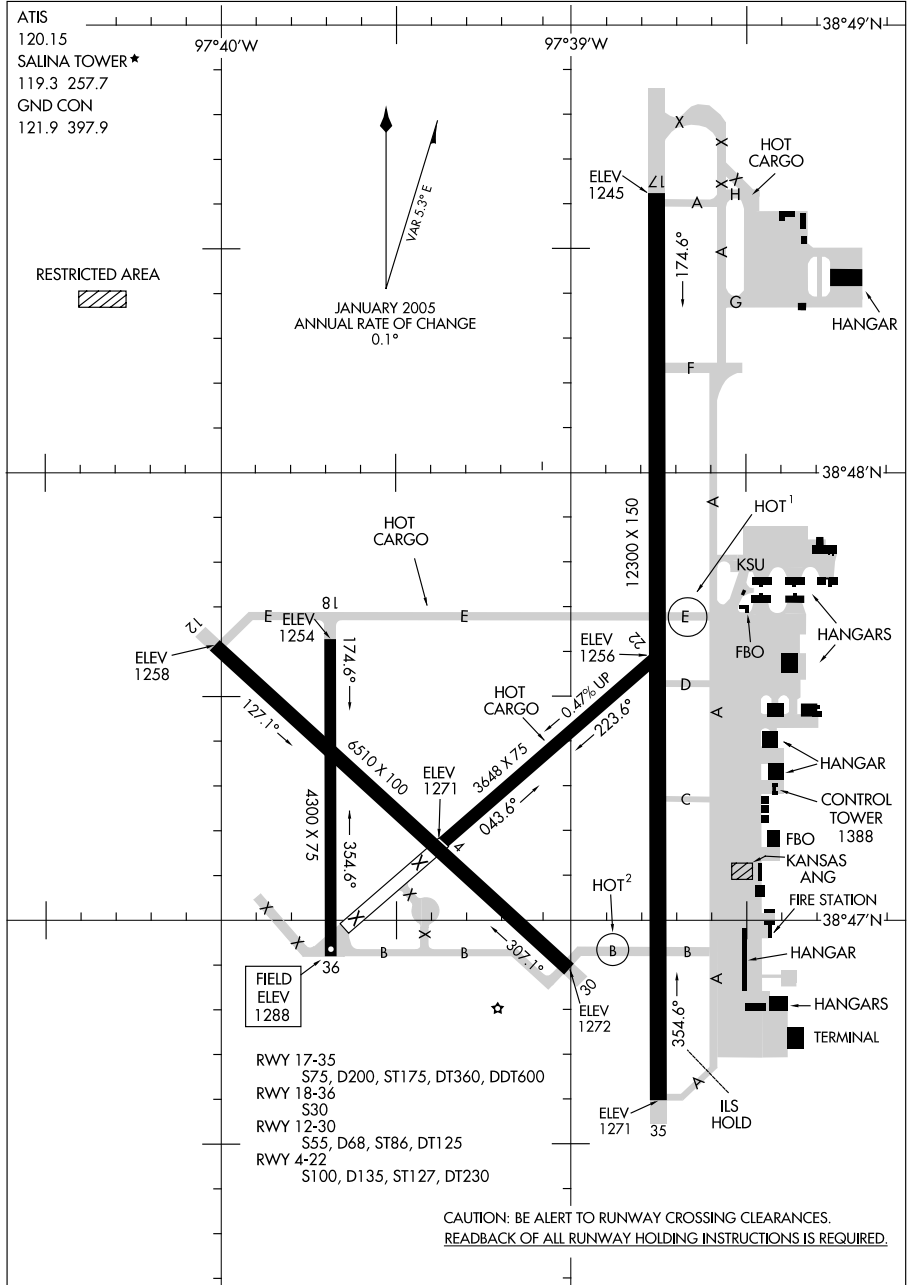 ATIS
120.15
SALINA TOWER★
119.3 257.7
GND CON
121.9 397.9
97°40'W
97°39'W
38°49'N
VAR 5.3° E
JANUARY 2005
ANNUAL RATE OF CHANGE
0.1°
RESTRICTED AREA
X
X
HOT
CARGO
ELEV
1245
17
X
X
H
A
174.6°
A
G
HANGAR
F
38°48'N
12300 X 150
A
HOT 1
HOT
CARGO
KSU
E
E
E
18
12
ELEV
1254
ELEV
1258
174.6°
22
ELEV
1256
FBO
HANGARS
D
HOT
CARGO
0.47% UP
223.6°
A
127.1°
6510 X 100
3648 X 75
043.6°
ELEV
1271
HANGAR
4300 X 75
354.6°
C
CONTROL
TOWER
1388
4
X
FBO
KANSAS
ANG
HOT 2
X
X
X
FIRE STATION
38°47'N
X
X
B
B
B
B
307.1°
36
30
FIELD
ELEV
1288
ELEV
1272
354.6°
A
HANGAR
HANGARS
TERMINAL
RWY 17-35
S75, D200, ST175, DT360, DDT600
RWY 18-36
S30
RWY 12-30
S55, D68, ST86, DT125
RWY 4-22
S100, D135, ST127, DT230
A
ELEV
1271
35
ILS
HOLD
CAUTION: BE ALERT TO RUNWAY CROSSING CLEARANCES.
READBACK OF ALL RUNWAY HOLDING INSTRUCTIONS IS REQUIRED.